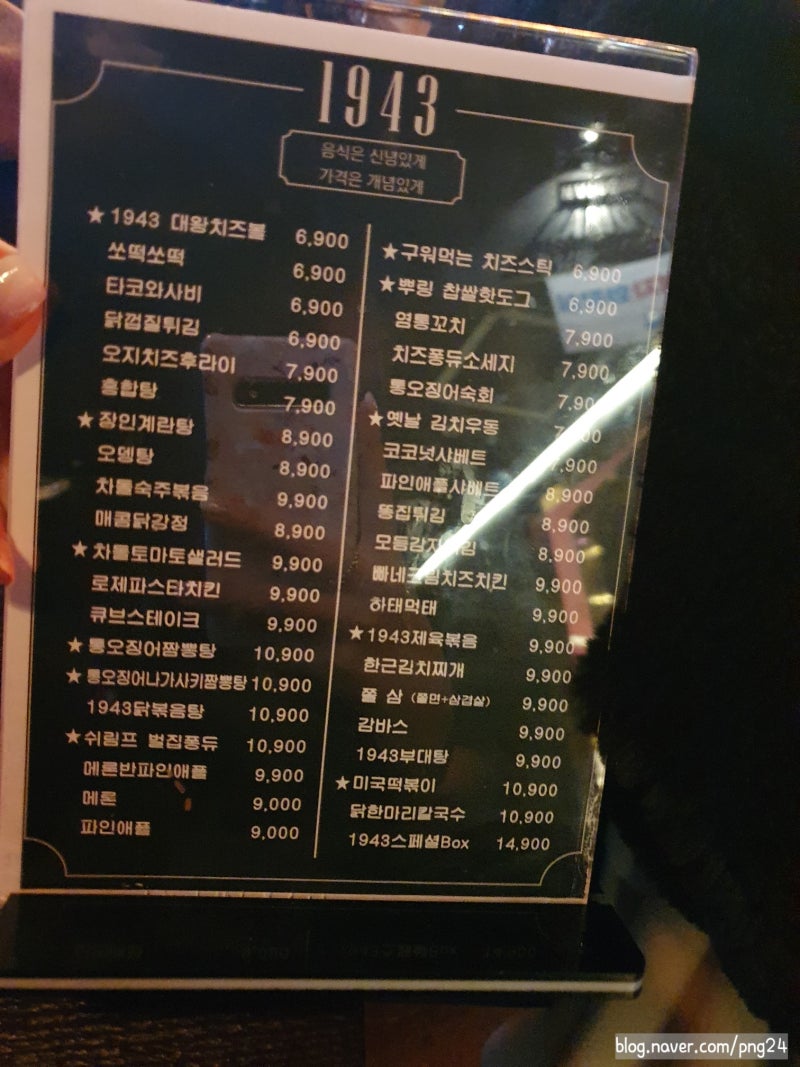 1943
음식은 신념있게
가격은 개념있게
★1943 대왕치즈볼 6,900
쏘떡쏘떡 6,900
타코와사비 6,900
닭껍질튀김 6,900
오지치즈후라이 7,900
홍합탕 7,900
★장인계란탕 8,900
오뎅탕 8,900
차돌숙주볶음 9,900
매콤닭강정 8,900
★차돌토마토샐러드 9,900
로제파스타치킨 9,900
큐브스테이크 9,900
★통오징어짬뽕탕 10,900
★통오징어나가사키짬뽕탕 10,900
1943닭볶음탕 10,900
★쉬림프 벌집퐁듀 10,900
메론반파인애플 9,900
메론 9,000
파인애플 9,000
★구워먹는 치즈스틱 6,900
★뿌링 찹쌀핫도그 6,900
염통꼬치 7,900
치즈퐁듀소세지 7,900
통오징어숙회
★옛날 김치우동
코코넛샤베트 7,900
파인애플샤베트 8,900
똥집튀김 8,900
8,900
빠네크림치즈치킨 9,900
하태먹태 9,900
★1943제육볶음 9,900
한근김치찌개 9,900
쫄 삼 (쫄면+삼겹살) 9,900
감바스 9,900
1943부대탕 9,900
★미국떡볶이 10,900
닭한마리칼국수 10,900
1943스페셜Box 14,900
blog.naver.com/png24